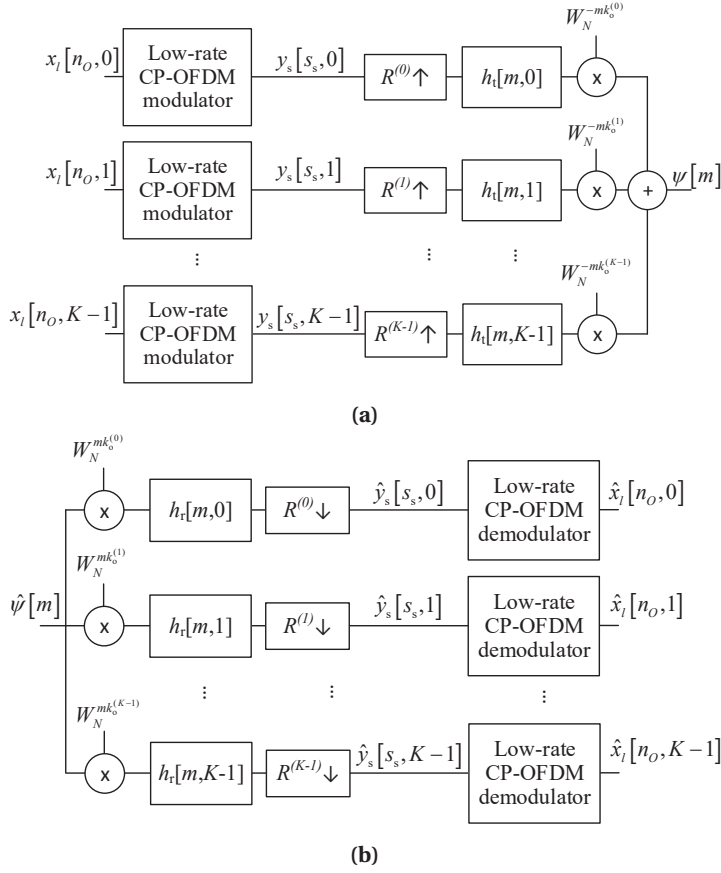 W_N^{-mk_o^{(0)}}
x_l[n_O,0] Low-rate CP-OFDM modulator y_s[s_s,0] R^{(0)}↑ h_t[m,0] x
W_N^{-mk_o^{(1)}}
x_l[n_O,1] Low-rate CP-OFDM modulator y_s[s_s,1] R^{(1)}↑ h_t[m,1] x + ψ[m]
⋮ ⋮ ⋮
W_N^{-mk_o^{(K-1)}}
x_l[n_O,K−1] Low-rate CP-OFDM modulator y_s[s_s,K−1] R^{(K-1)}↑ h_t[m,K-1] x
(a)
W_N^{mk_o^{(0)}}
x h_r[m,0] R^{(0)}↓ ŷ_s[s_s,0] Low-rate CP-OFDM demodulator x̂_l[n_O,0]
W_N^{mk_o^{(1)}}
ψ̂[m] x h_r[m,1] R^{(1)}↓ ŷ_s[s_s,1] Low-rate CP-OFDM demodulator x̂_l[n_O,1]
⋮ ⋮ ⋮
W_N^{mk_o^{(K-1)}}
x h_r[m,K-1] R^{(K-1)}↓ ŷ_s[s_s,K−1] Low-rate CP-OFDM demodulator x̂_l[n_O,K−1]
(b)